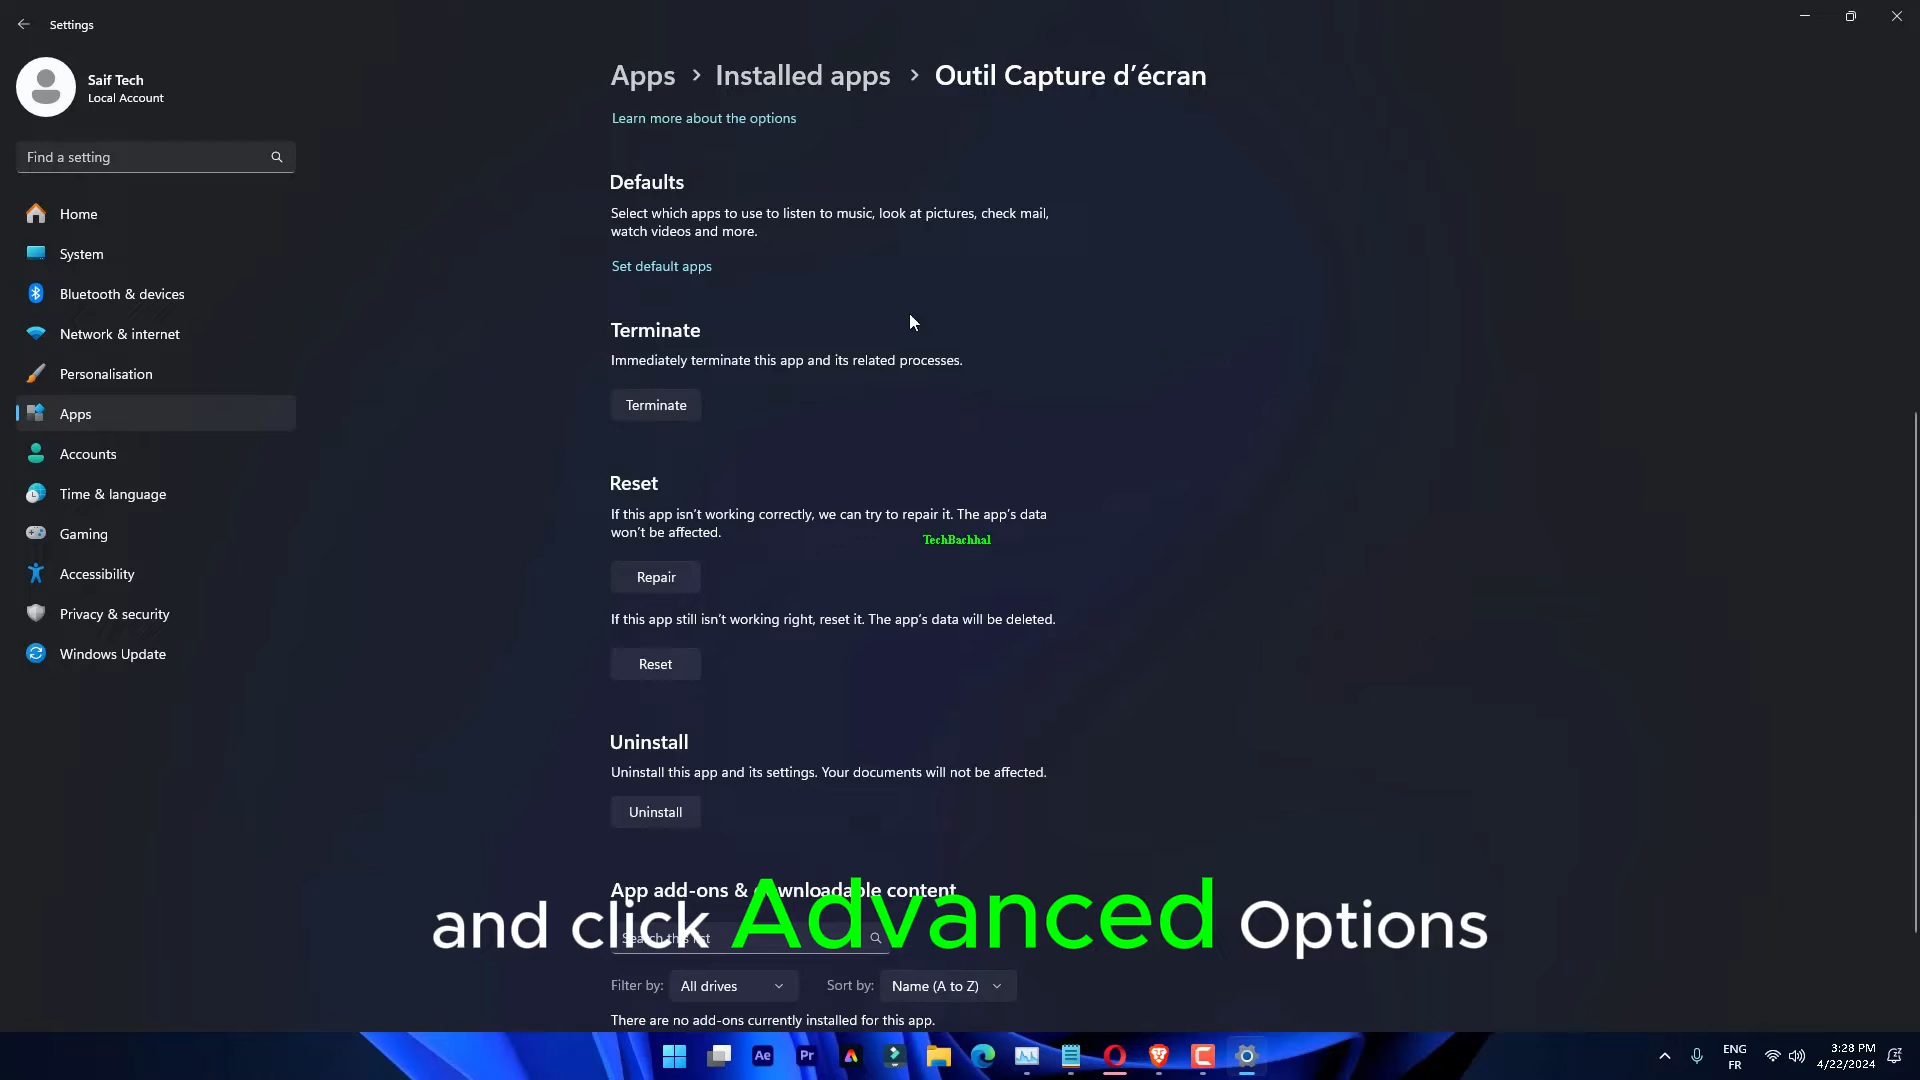 Settings
Saif Tech
Local Account
Find a setting
Home
System
Bluetooth & devices
Network & internet
Personalisation
Apps
Accounts
Time & language
Gaming
Accessibility
Privacy & security
Windows Update
Apps > Installed apps > Outil Capture d’écran
Learn more about the options
Defaults
Select which apps to use to listen to music, look at pictures, check mail,
watch videos and more.
Set default apps
Terminate
Immediately terminate this app and its related processes.
Terminate
Reset
If this app isn’t working correctly, we can try to repair it. The app’s data
won’t be affected.
TechBachhal
Repair
If this app still isn’t working right, reset it. The app’s data will be deleted.
Reset
Uninstall
Uninstall this app and its settings. Your documents will not be affected.
Uninstall
App add-ons & downloadable content
and click Advanced Options
Search this list
Filter by: All drives Sort by: Name (A to Z)
There are no add-ons currently installed for this app.
Ae Pr
ENG
FR
3:28 PM
4/22/2024